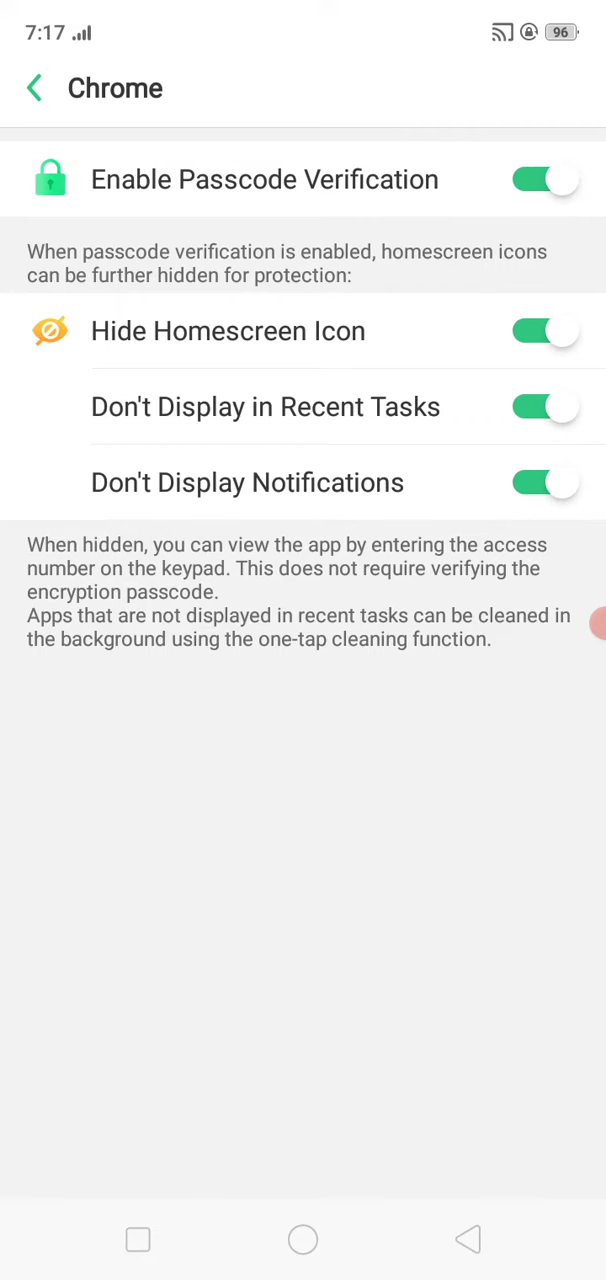 7:17
96
Chrome
Enable Passcode Verification
When passcode verification is enabled, homescreen icons
can be further hidden for protection:
Hide Homescreen Icon
Don't Display in Recent Tasks
Don't Display Notifications
When hidden, you can view the app by entering the access
number on the keypad. This does not require verifying the
encryption passcode.
Apps that are not displayed in recent tasks can be cleaned in
the background using the one-tap cleaning function.